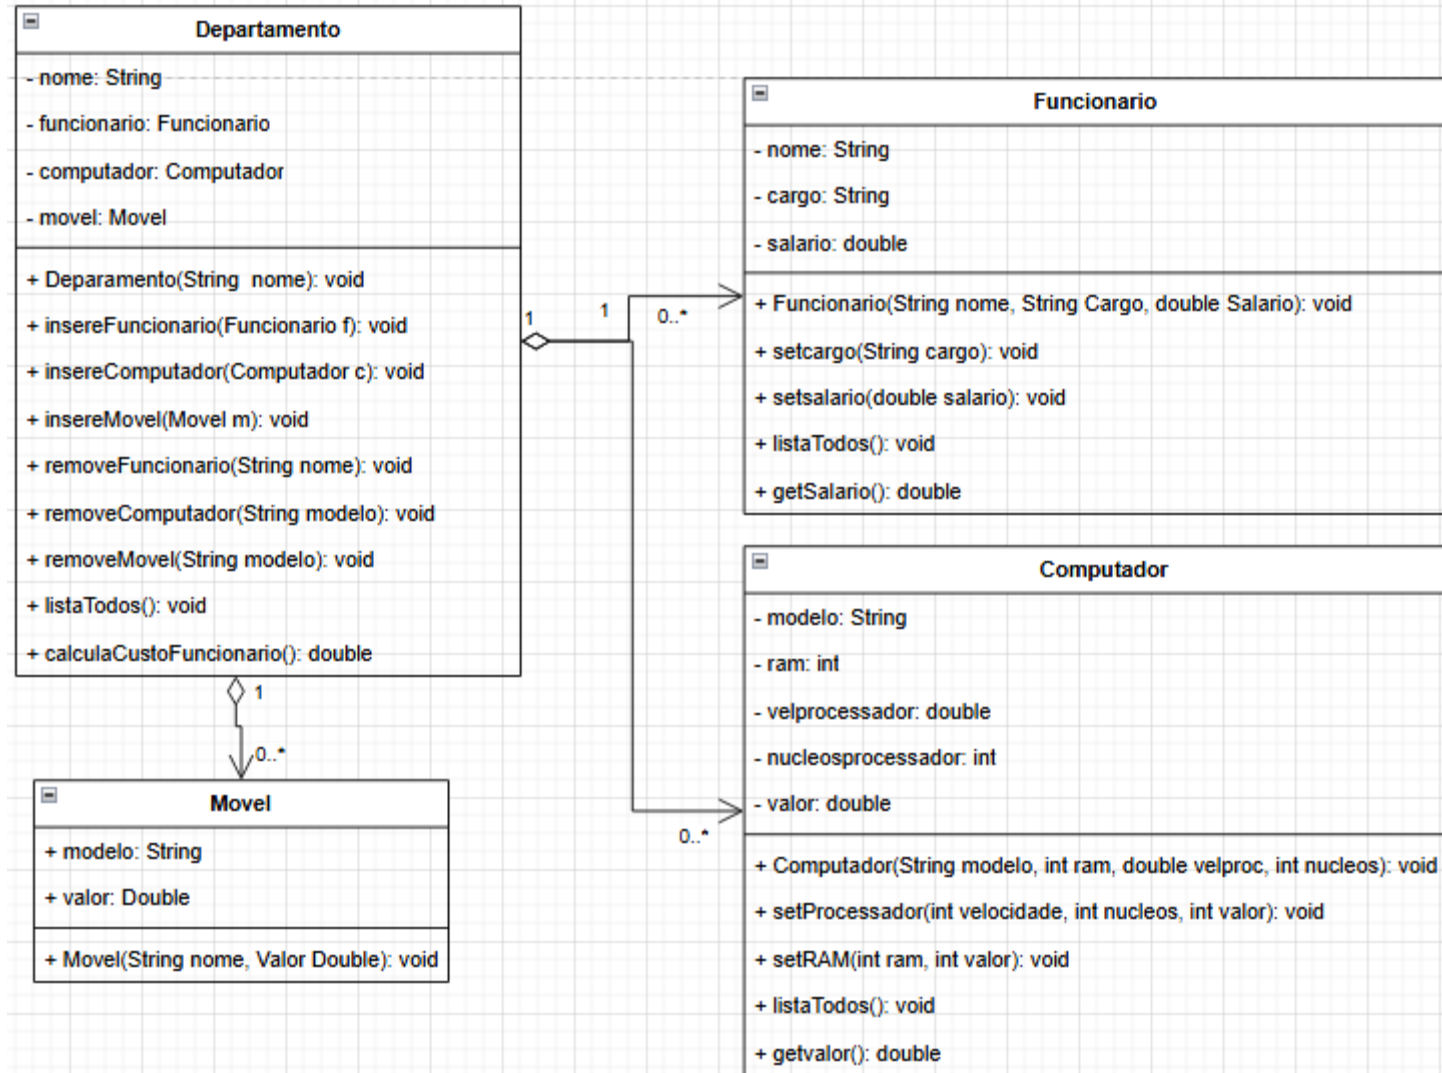 Departamento
- nome: String
- funcionario: Funcionario
- computador: Computador
- movel: Movel
+ Deparamento(String  nome): void
+ insereFuncionario(Funcionario f): void
+ insereComputador(Computador c): void
+ insereMovel(Movel m): void
+ removeFuncionario(String nome): void
+ removeComputador(String modelo): void
+ removeMovel(String modelo): void
+ listaTodos(): void
+ calculaCustoFuncionario(): double
1
1
0..*
1
0..*
0..*
Funcionario
- nome: String
- cargo: String
- salario: double
+ Funcionario(String nome, String Cargo, double Salario): void
+ setcargo(String cargo): void
+ setsalario(double salario): void
+ listaTodos(): void
+ getSalario(): double
Computador
- modelo: String
- ram: int
- velprocessador: double
- nucleosprocessador: int
- valor: double
+ Computador(String modelo, int ram, double velproc, int nucleos): void
+ setProcessador(int velocidade, int nucleos, int valor): void
+ setRAM(int ram, int valor): void
+ listaTodos(): void
+ getvalor(): double
Movel
+ modelo: String
+ valor: Double
+ Movel(String nome, Valor Double): void